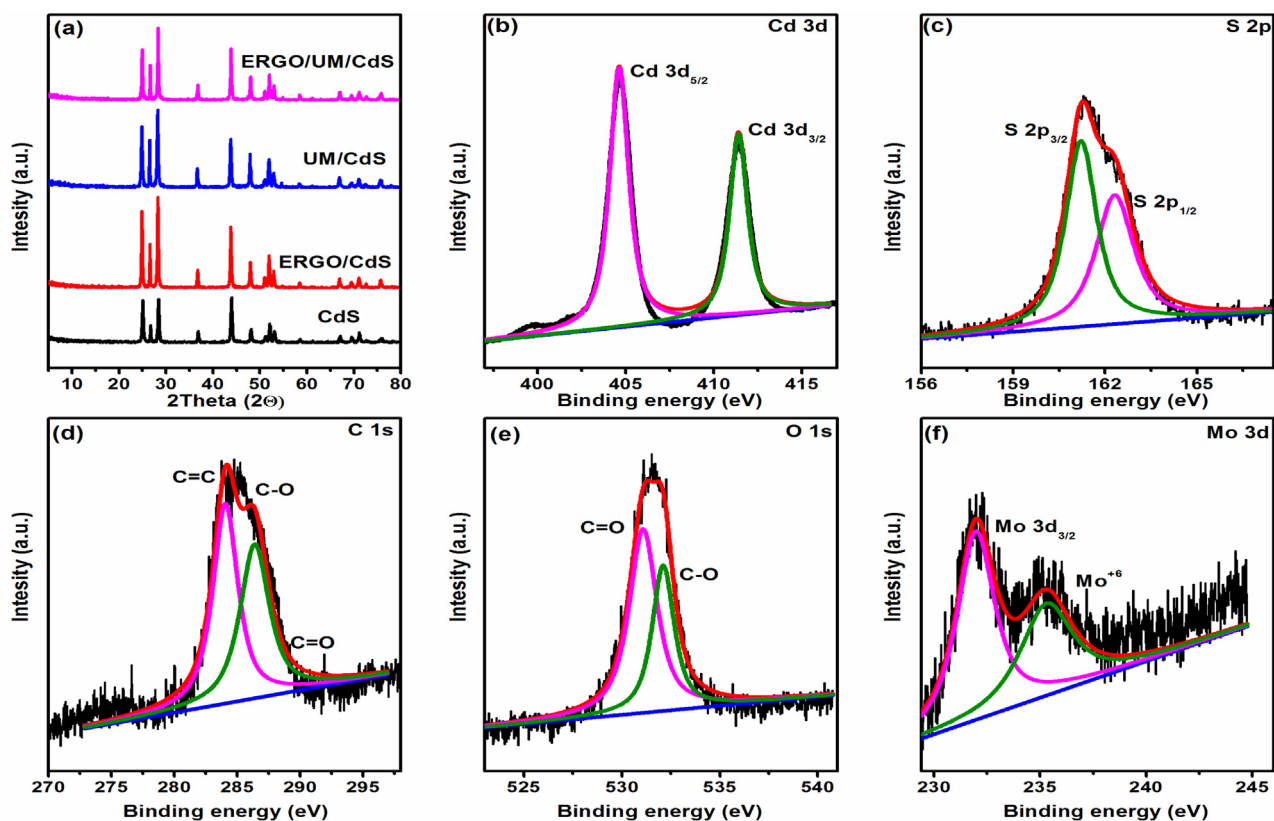 (a)
ERGO/UM/CdS
UM/CdS
ERGO/CdS
CdS
Intesity (a.u.)
5 10 20 30 40 50 60 70 80
2Theta (2Θ)
(b)
Cd 3d
Cd 3d5/2
Cd 3d3/2
Intesity (a.u.)
400 405 410 415
Binding energy (eV)
(c)
S 2p
S 2p3/2
S 2p1/2
Intesity (a.u.)
156 159 162 165
Binding energy (eV)
(d)
C 1s
C=C
C-O
C=O
Intesity (a.u.)
270 275 280 285 290 295
Binding energy (eV)
(e)
O 1s
C=O
C-O
Intesity (a.u.)
525 530 535 540
Binding energy (eV)
(f)
Mo 3d
Mo 3d3/2
Mo+6
Intesity (a.u.)
230 235 240 245
Binding energy (eV)